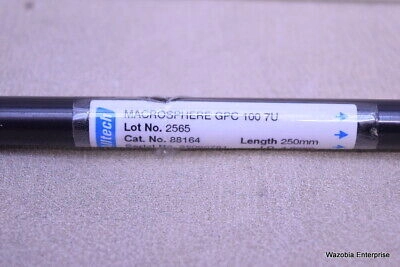 MACROSPHERE GPC 100 7U
Lot No. 2565
Cat. No. 88164 Length 250mm
lltech
Wazobia Enterprise